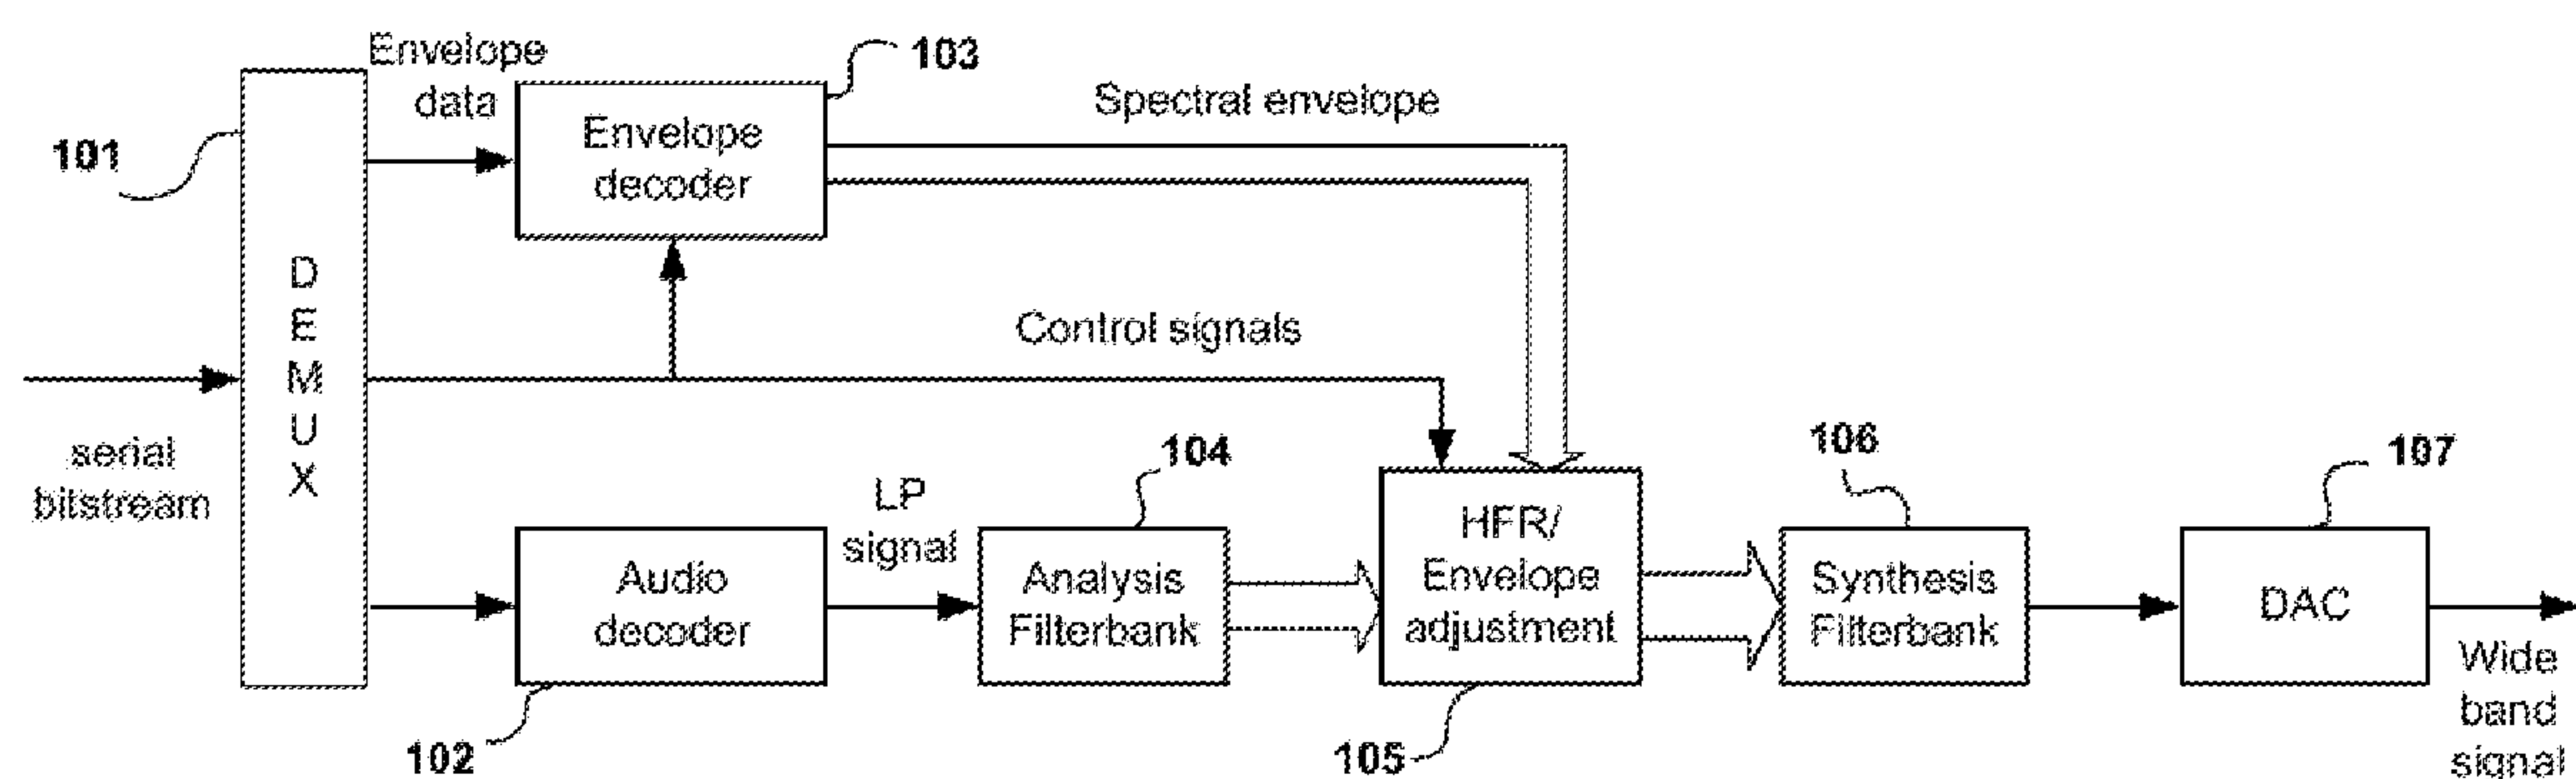 Envelope
data
103
Envelope
decoder
Spectral envelope
101
D
E
M
U
X
Control signals
serial
bitstream
LP
signal
104
106
107
Audio
decoder
Analysis
Filterbank
HFR/
Envelope
adjustment
Synthesis
Filterbank
DAC
Wide
band
signal
102
105